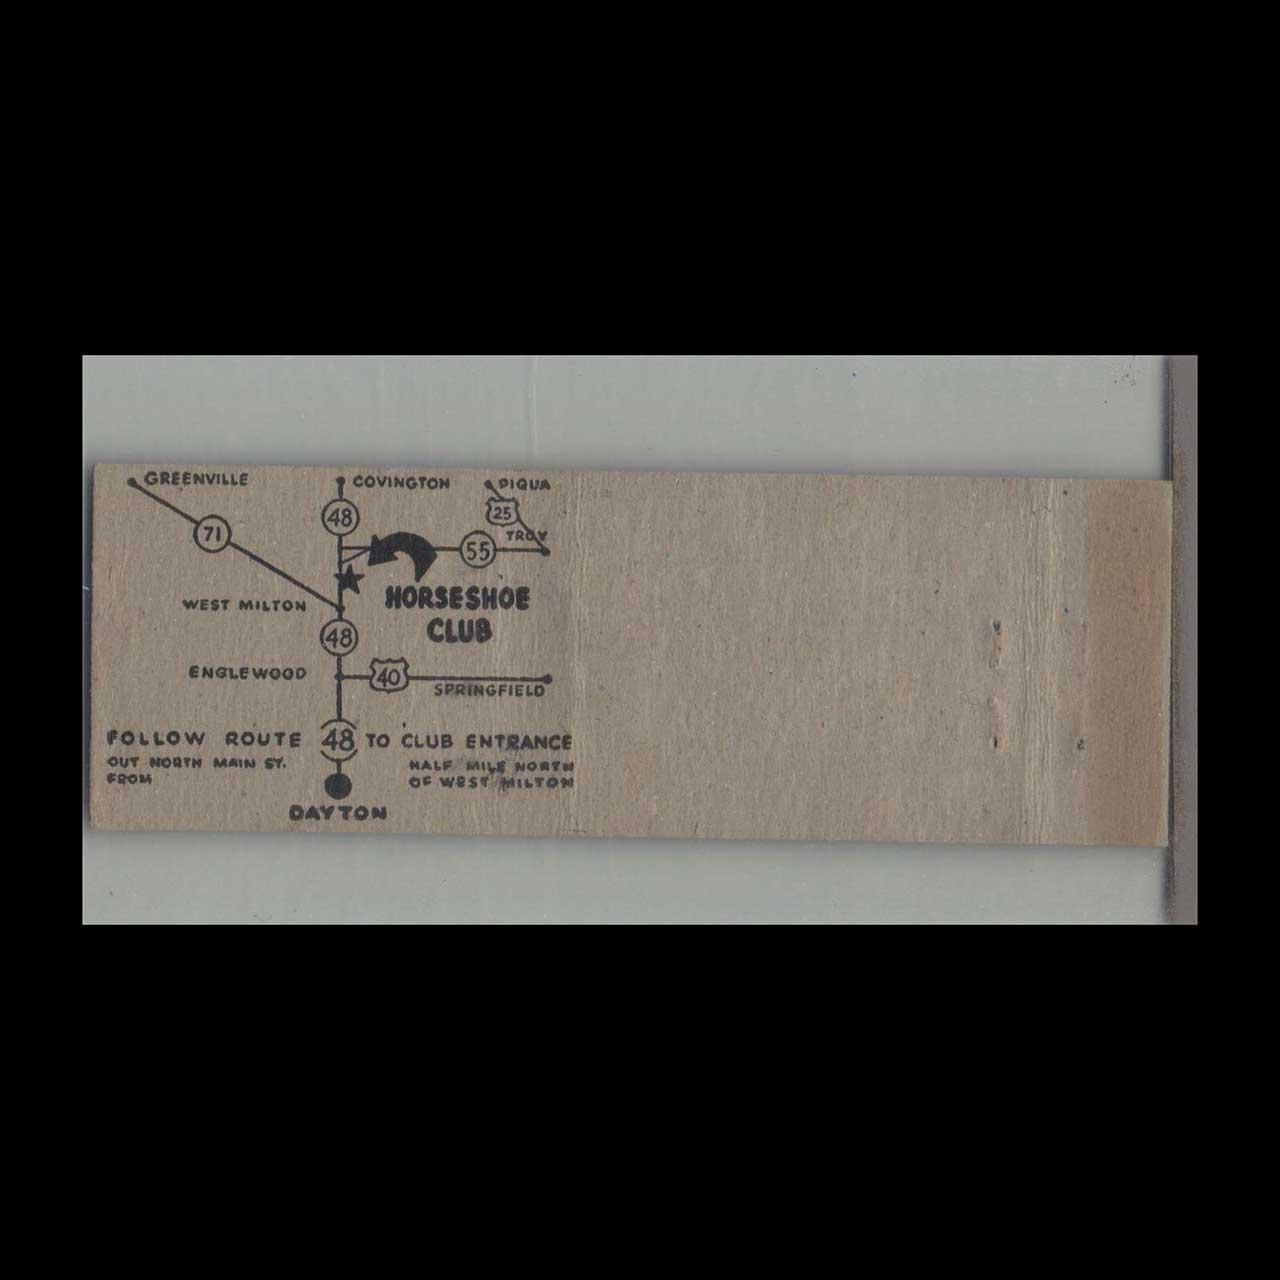 GREENVILLE
COVINGTON
PIQUA
48
25
71
TROY
55
HORSESHOE
CLUB
WEST MILTON
48
ENGLEWOOD
40
SPRINGFIELD
FOLLOW ROUTE 48 TO CLUB ENTRANCE
OUT NORTH MAIN ST.
FROM
HALF MILE NORTH
OF WEST MILTON
DAYTON